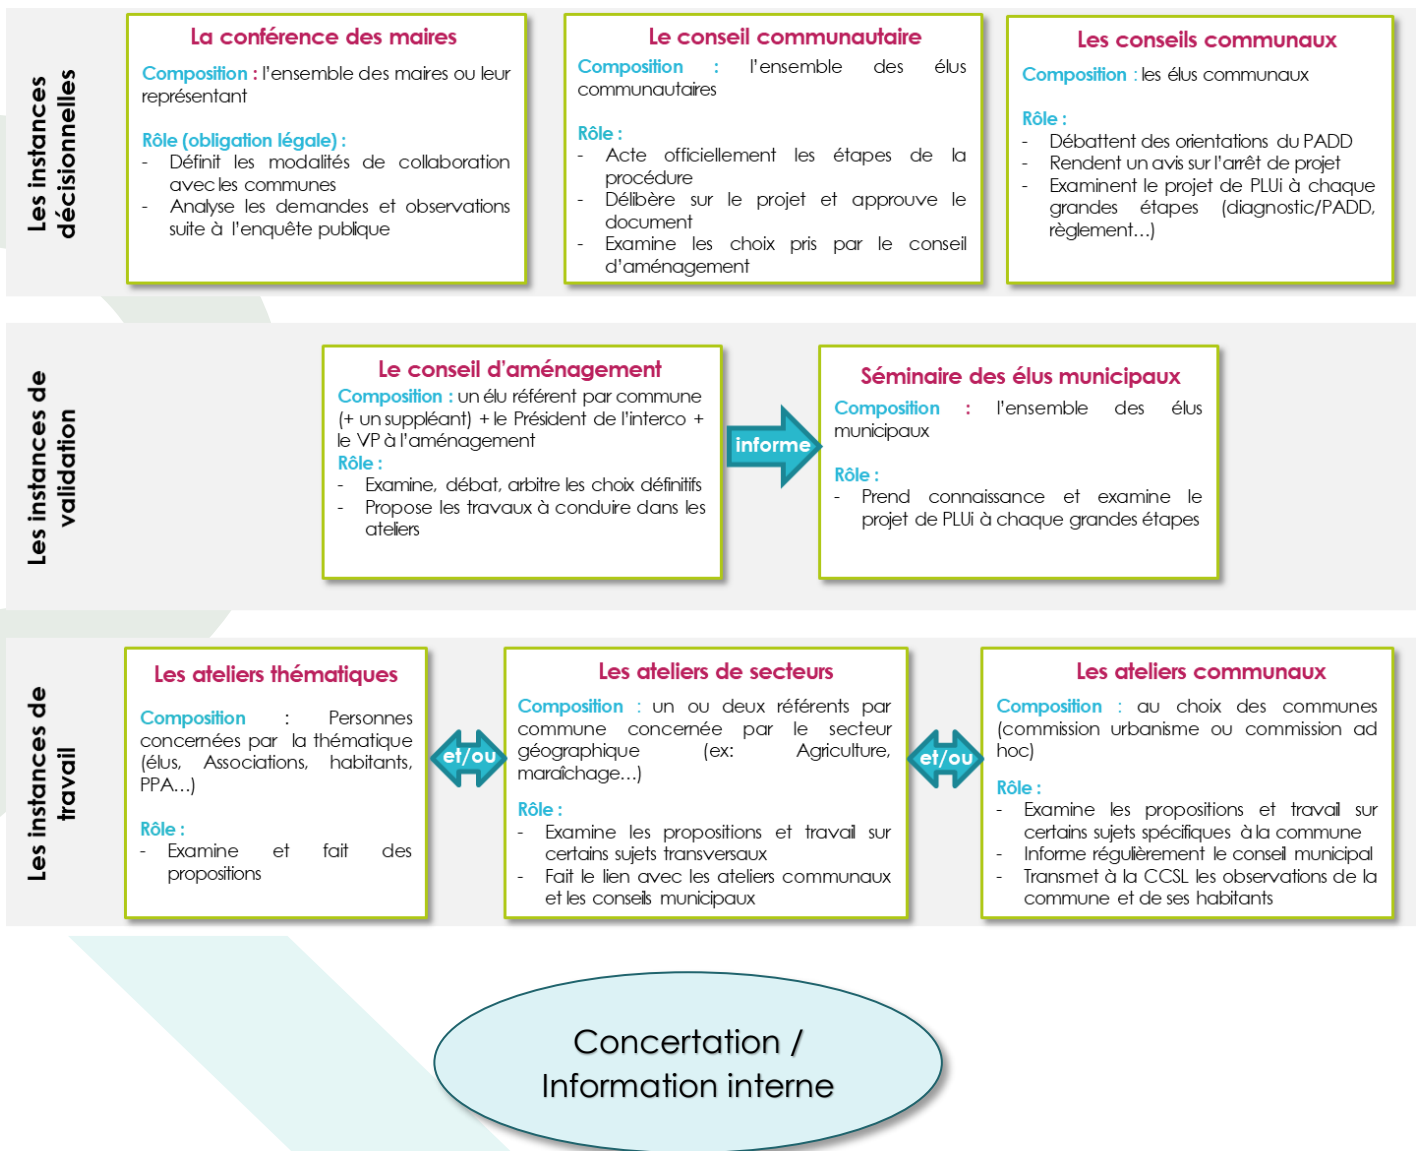 Les instances
décisionnelles
La conférence des maires
Composition : l'ensemble des maires ou leur
représentant
Rôle (obligation légale) :
- Définit les modalités de collaboration
avec les communes
- Analyse les demandes et observations
suite à l'enquête publique
Le conseil communautaire
Composition : l'ensemble des élus
communautaires
Rôle :
- Acte officiellement les étapes de la
procédure
- Délibère sur le projet et approuve le
document
- Examine les choix pris par le conseil
d'aménagement
Les conseils communaux
Composition : les élus communaux
Rôle :
- Débattent des orientations du PADD
- Rendent un avis sur l'arrêt de projet
- Examinent le projet de PLUi à chaque
grandes étapes (diagnostic/PADD,
règlement…)
Les instances de
validation
Le conseil d'aménagement
Composition : un élu référent par commune
(+ un suppléant) + le Président de l'interco +
le VP à l'aménagement
Rôle :
- Examine, débat, arbitre les choix définitifs
- Propose les travaux à conduire dans les
ateliers
informe
Séminaire des élus municipaux
Composition : l'ensemble des élus
municipaux
Rôle :
- Prend connaissance et examine le
projet de PLUi à chaque grandes étapes
Les instances de
travail
Les ateliers thématiques
Composition : Personnes
concernées par la thématique
(élus, Associations, habitants,
PPA…)
Rôle :
- Examine et fait des
propositions
et/ou
Les ateliers de secteurs
Composition : un ou deux référents par
commune concernée par le secteur
géographique (ex: Agriculture,
maraîchage…)
Rôle :
- Examine les propositions et travail sur
certains sujets transversaux
- Fait le lien avec les ateliers communaux
et les conseils municipaux
et/ou
Les ateliers communaux
Composition : au choix des communes
(commission urbanisme ou commission ad
hoc)
Rôle :
- Examine les propositions et travail sur
certains sujets spécifiques à la commune
- Informe régulièrement le conseil municipal
- Transmet à la CCSL les observations de la
commune et de ses habitants
Concertation /
Information interne